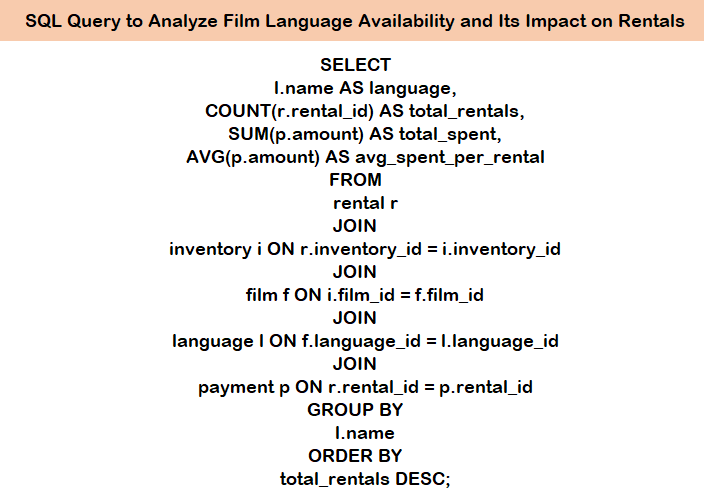 SQL Query to Analyze Film Language Availability and Its Impact on Rentals
SELECT
l.name AS language,
COUNT(r.rental_id) AS total_rentals,
SUM(p.amount) AS total_spent,
AVG(p.amount) AS avg_spent_per_rental
FROM
rental r
JOIN
inventory i ON r.inventory_id = i.inventory_id
JOIN
film f ON i.film_id = f.film_id
JOIN
language l ON f.language_id = l.language_id
JOIN
payment p ON r.rental_id = p.rental_id
GROUP BY
l.name
ORDER BY
total_rentals DESC;